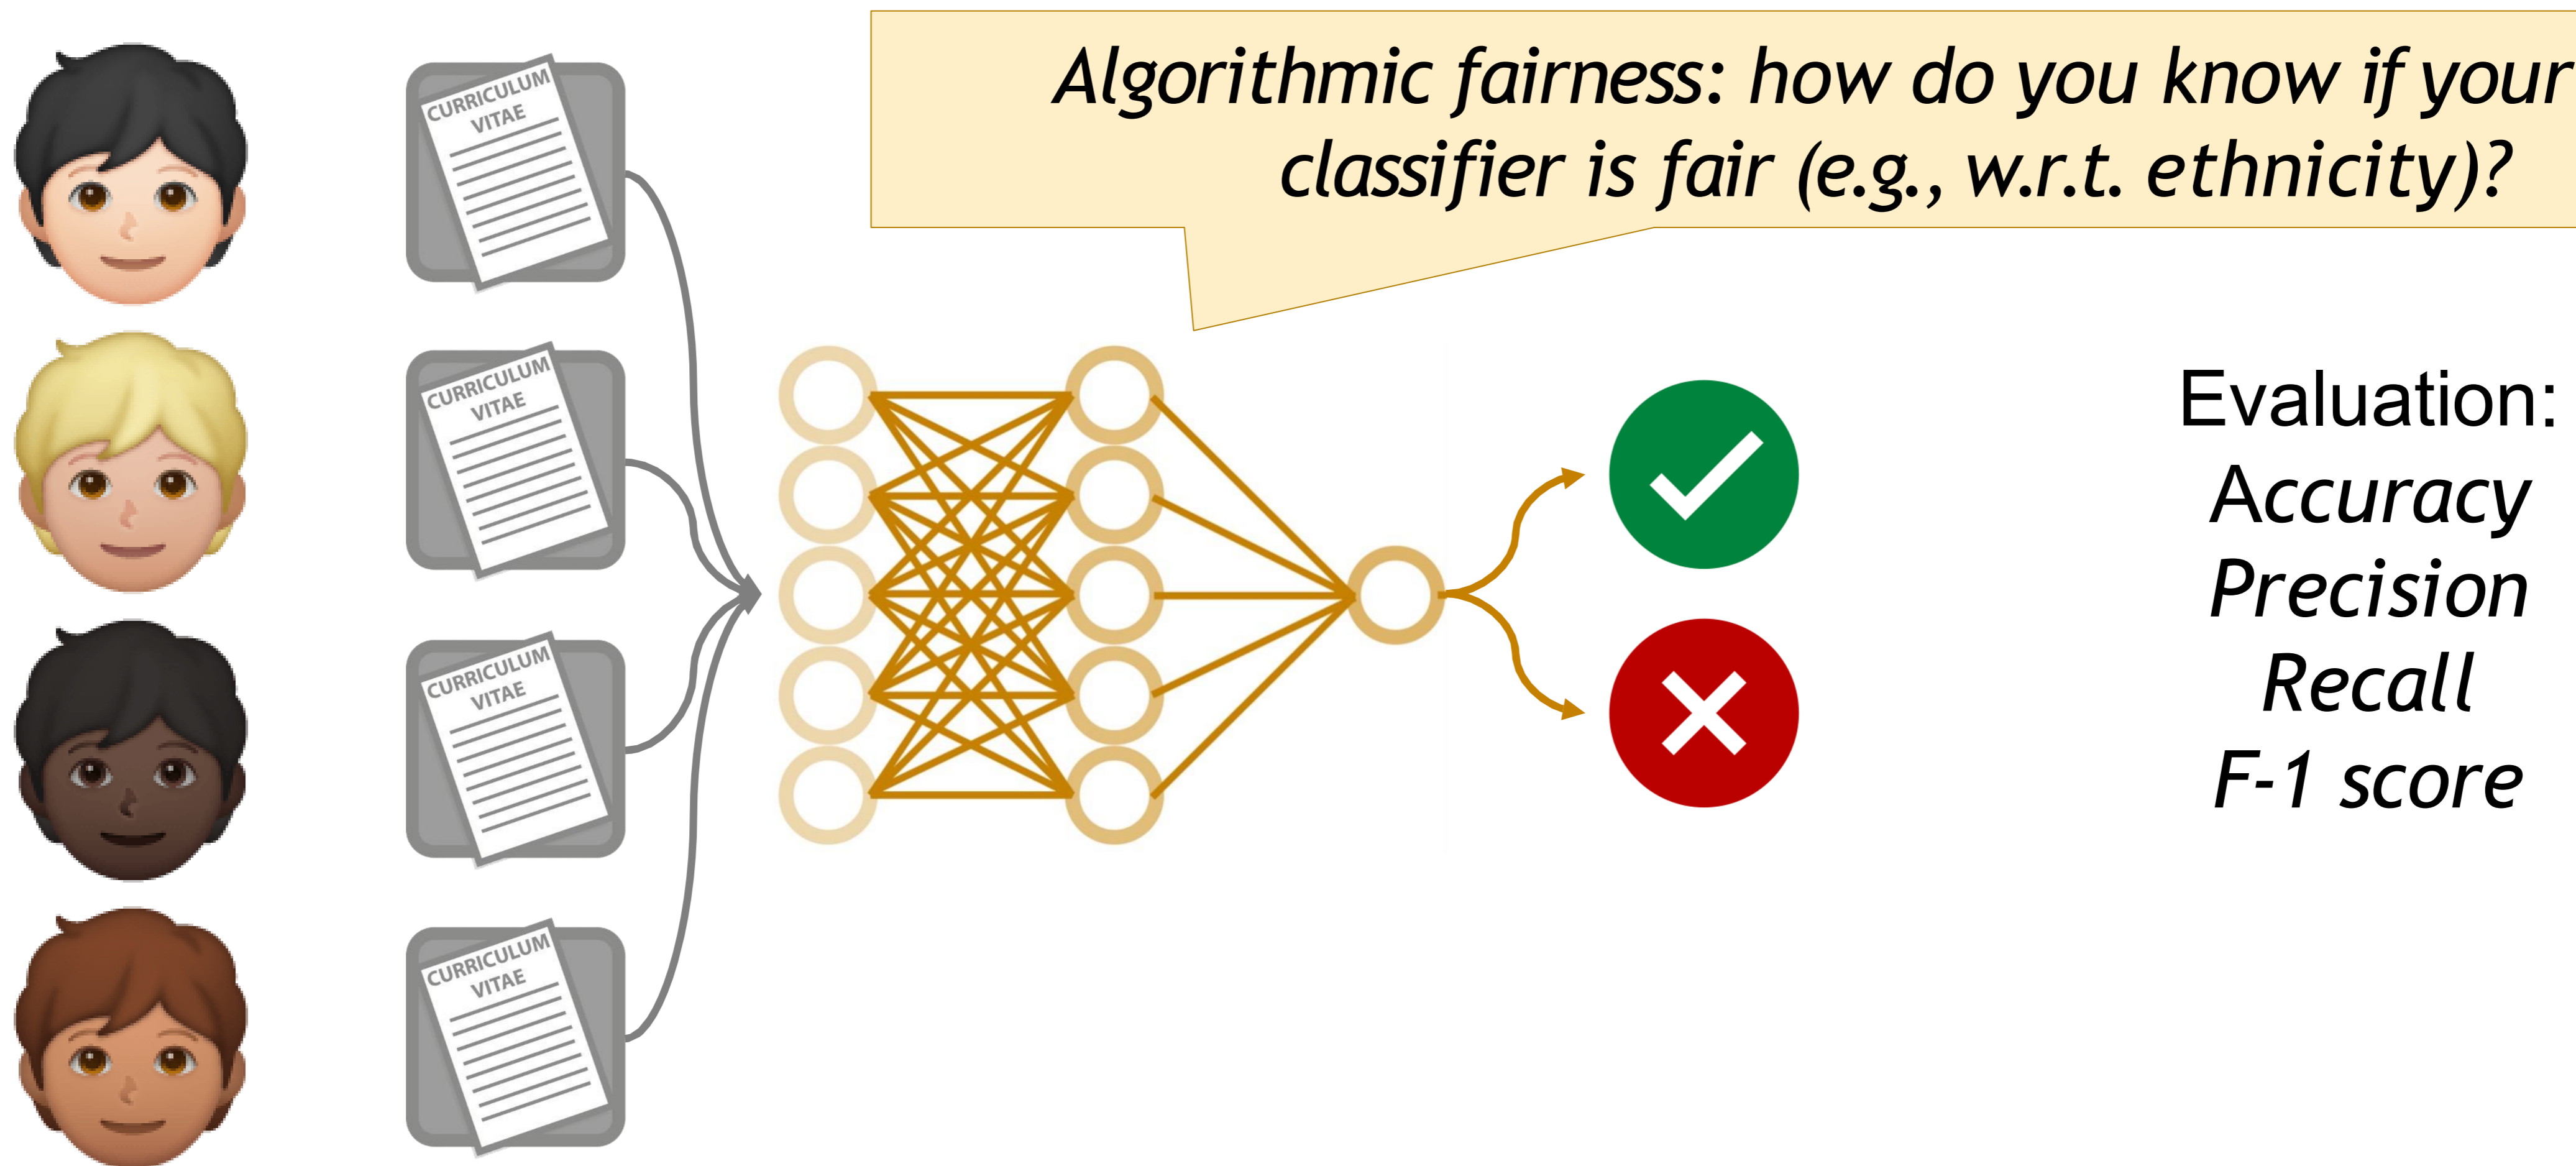 Algorithmic fairness: how do you know if your
classifier is fair (e.g., w.r.t. ethnicity)?
CURRICULUM
VITAE
CURRICULUM
VITAE
CURRICULUM
VITAE
CURRICULUM
VITAE
Evaluation:
Accuracy
Precision
Recall
F-1 score